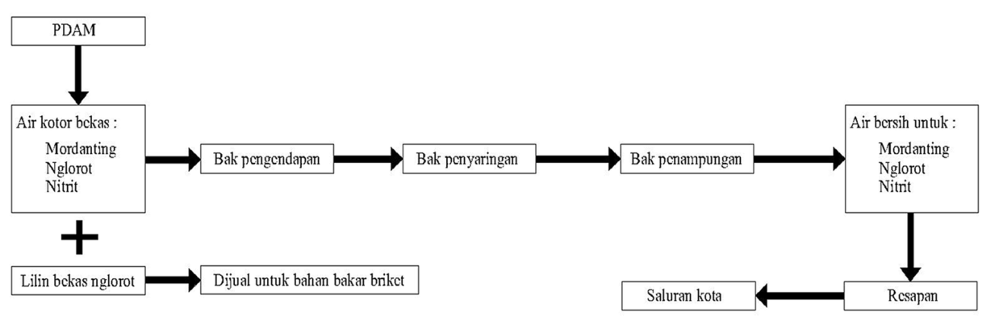 PDAM
Air kotor bekas :
Mordanting
Nglorot
Nitrit
Bak pengendapan
Bak penyaringan
Bak penampungan
Air bersih untuk :
Mordanting
Nglorot
Nitrit
Lilin bekas nglorot
Dijual untuk bahan bakar briket
Saluran kota
Resapan